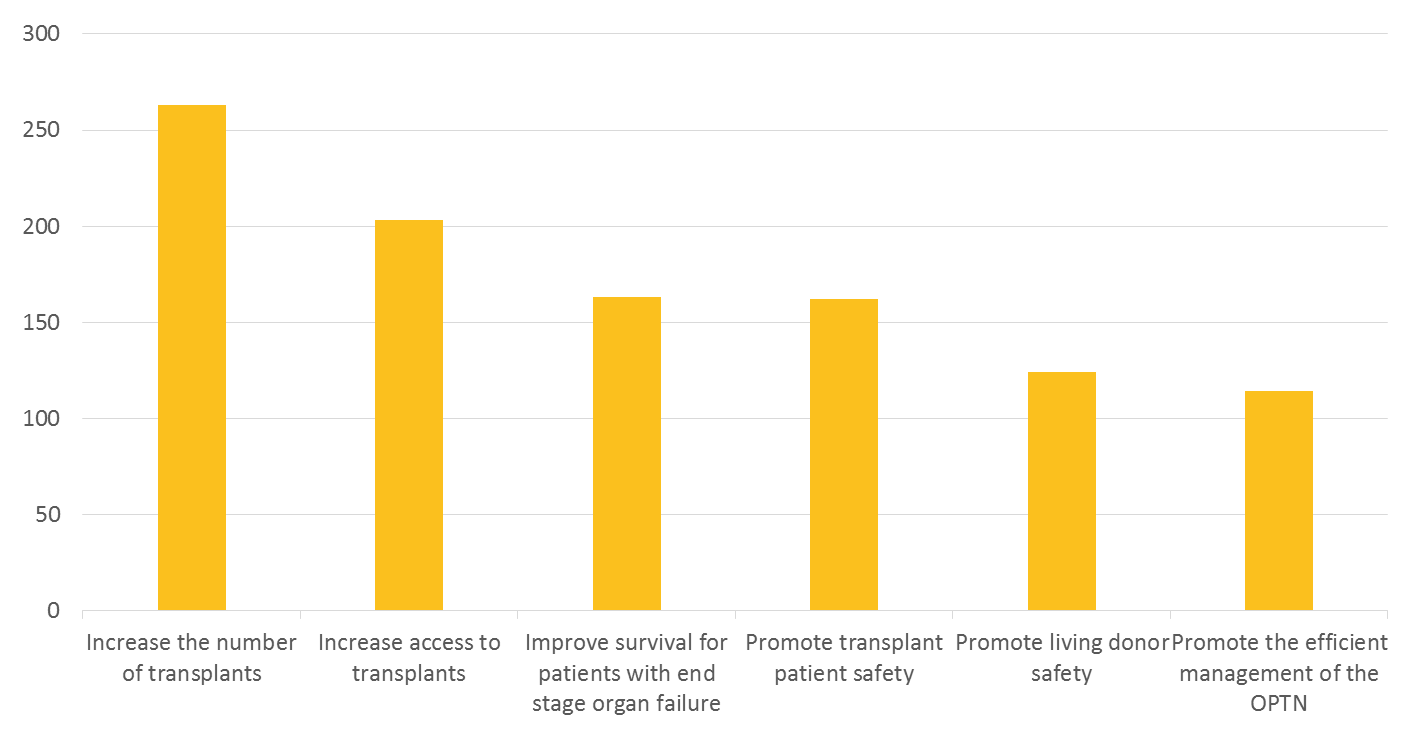 300
250
200
150
100
50
0
Increase the number
of transplants
Increase access to
transplants
Improve survival for
patients with end
stage organ failure
Promote transplant
patient safety
Promote living donor
safety
Promote the efficient
management of the
OPTN